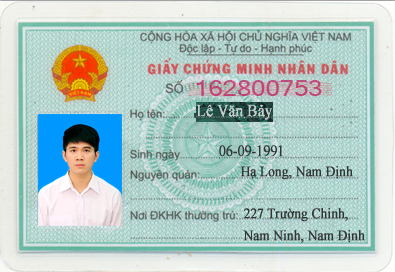 CỘNG HÒA XÃ HỘI CHỦ NGHĨA VIỆT NAM
Độc lập - Tự do - Hạnh phúc
GIẤY CHỨNG MINH NHÂN DÂN
SỐ 162800753
Họ tên: Lê Văn Bảy
Sinh ngày 06-09-1991
Nguyên quán: Hạ Long, Nam Định
Nơi ĐKHK thường trú: 227 Trường Chinh,
Nam Ninh, Nam Định
VIỆT NAM